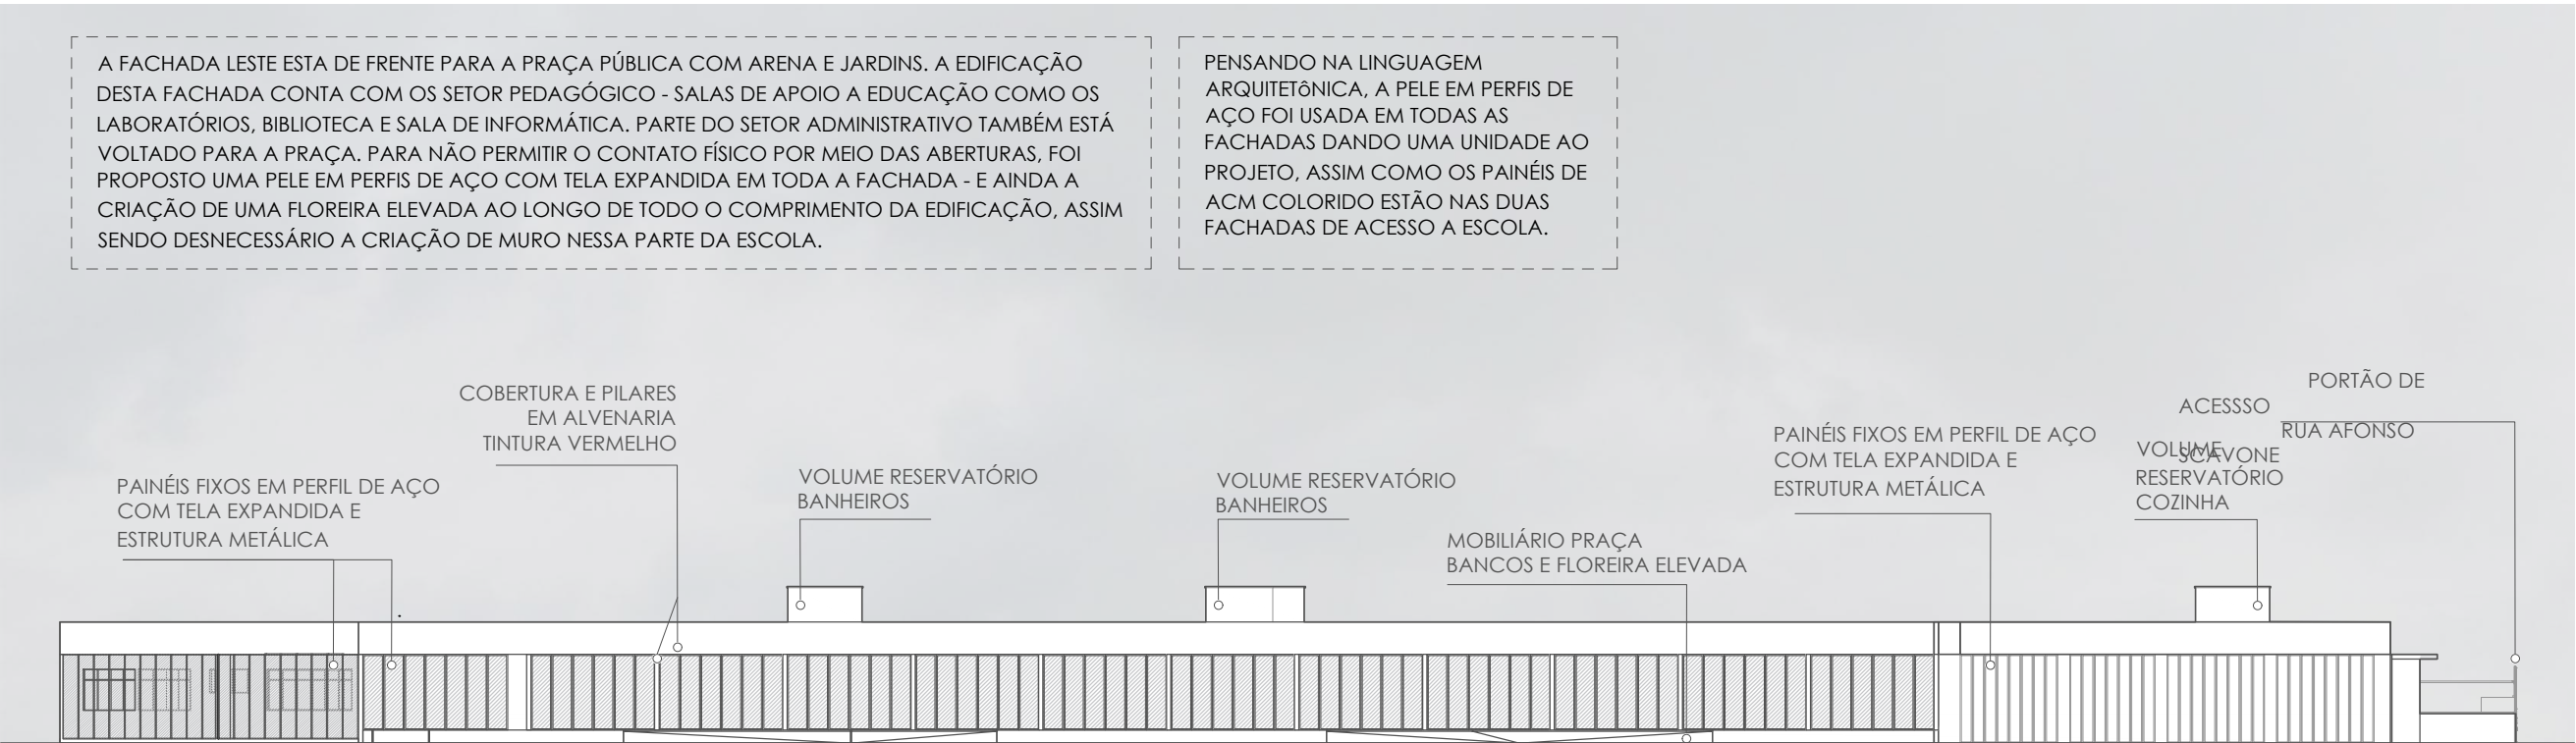 A FACHADA LESTE ESTA DE FRENTE PARA A PRAÇA PÚBLICA COM ARENA E JARDINS. A EDIFICAÇÃO
DESTA FACHADA CONTA COM OS SETOR PEDAGÓGICO - SALAS DE APOIO A EDUCAÇÃO COMO OS
LABORATÓRIOS, BIBLIOTECA E SALA DE INFORMÁTICA. PARTE DO SETOR ADMINISTRATIVO TAMBÉM ESTÁ
VOLTADO PARA A PRAÇA. PARA NÃO PERMITIR O CONTATO FÍSICO POR MEIO DAS ABERTURAS, FOI
PROPOSTO UMA PELE EM PERFIS DE AÇO COM TELA EXPANDIDA EM TODA A FACHADA - E AINDA A
CRIAÇÃO DE UMA FLOREIRA ELEVADA AO LONGO DE TODO O COMPRIMENTO DA EDIFICAÇÃO, ASSIM
SENDO DESNECESSÁRIO A CRIAÇÃO DE MURO NESSA PARTE DA ESCOLA.
PENSANDO NA LINGUAGEM
ARQUITETôNICA, A PELE EM PERFIS DE
AÇO FOI USADA EM TODAS AS
FACHADAS DANDO UMA UNIDADE AO
PROJETO, ASSIM COMO OS PAINÉIS DE
ACM COLORIDO ESTÃO NAS DUAS
FACHADAS DE ACESSO A ESCOLA.
PAINÉIS FIXOS EM PERFIL DE AÇO
COM TELA EXPANDIDA E
ESTRUTURA METÁLICA
COBERTURA E PILARES
EM ALVENARIA
TINTURA VERMELHO
VOLUME RESERVATÓRIO
BANHEIROS
VOLUME RESERVATÓRIO
BANHEIROS
MOBILIÁRIO PRAÇA
BANCOS E FLOREIRA ELEVADA
PAINÉIS FIXOS EM PERFIL DE AÇO
COM TELA EXPANDIDA E
ESTRUTURA METÁLICA
VOLUME
RESERVATÓRIO
COZINHA
PORTÃO DE
ACESSSO
RUA AFONSO
SCAVONE